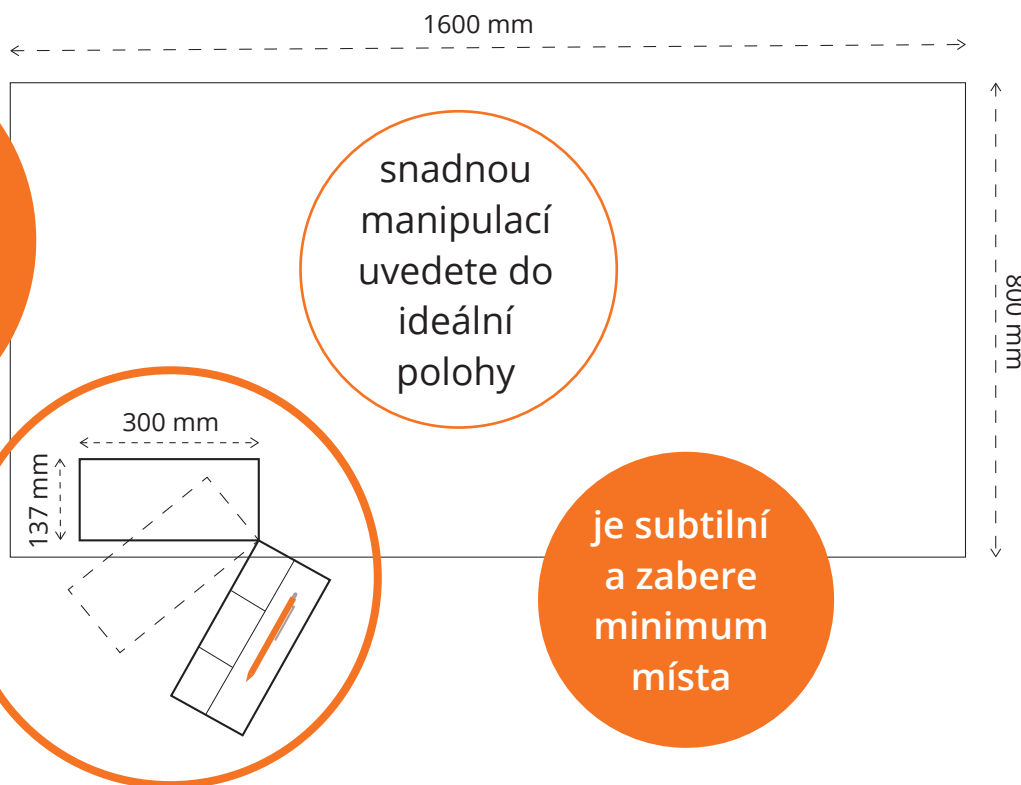 1600 mm
snadnou
manipulací
uvedete do
ideální
polohy
800 mm
300 mm
137 mm
je subtilní
a zabere
minimum
místa